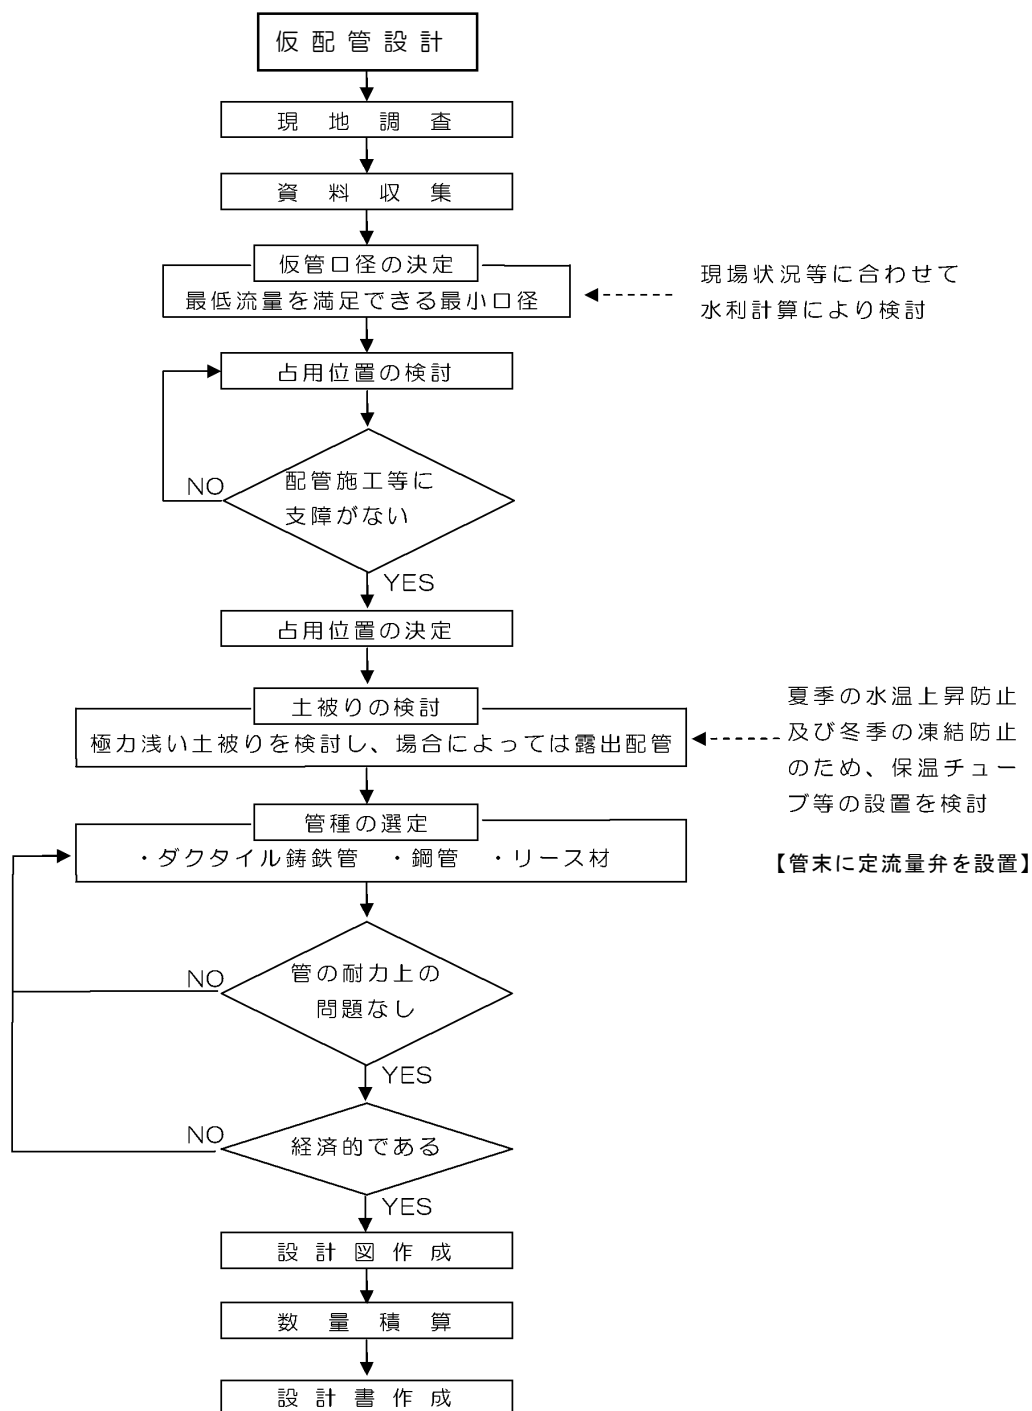 仮配管設計
現地調査
資料収集
仮管口径の決定
最低流量を満足できる最小口径
現場状況等に合わせて
水利計算により検討
占用位置の検討
配管施工等に
支障がない
NO
YES
占用位置の決定
土被りの検討
極力浅い土被りを検討し、場合によっては露出配管
夏季の水温上昇防止
及び冬季の凍結防止
のため、保温チュー
ブ等の設置を検討
管種の選定
・ダクタイル鋳鉄管 ・鋼管 ・リース材
【管末に定流量弁を設置】
管の耐力上の
問題なし
NO
YES
経済的である
NO
YES
設計図作成
数量積算
設計書作成